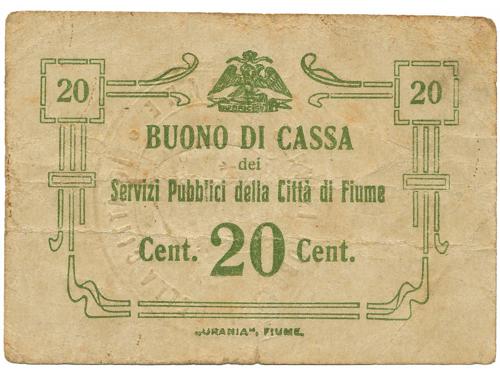 20
20
BUONO DI CASSA
dei
Servizi Pubblici della Città di Fiume
Cent. 20 Cent.
„URANIA”, FIUME.